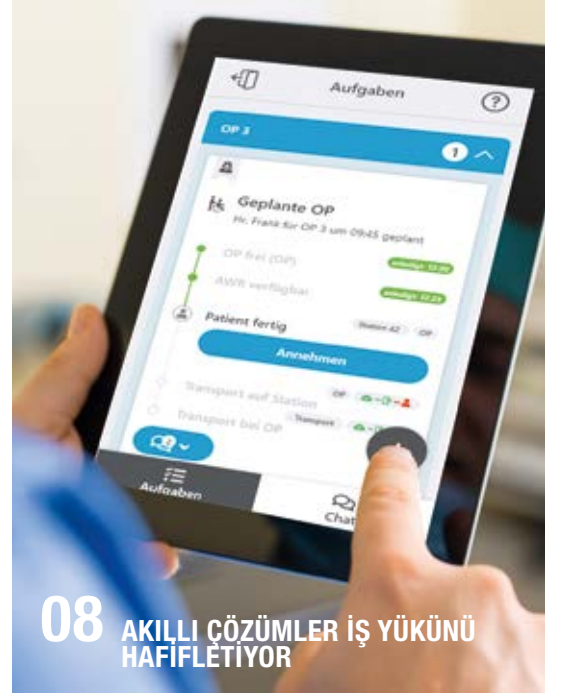 Aufgaben
?
OP 3
1
Geplante OP
Hr. Frank für OP 3 um 09:45 geplant
OP frei (OP)
AWR verfügbar
Patient fertig
Station A2
OP
Annehmen
Transport auf Station
OP
Transport bei OP
Transport
Aufgaben
Chat
08 AKILLI ÇÖZÜMLER İŞ YÜKÜNÜ
HAFİFLETİYOR